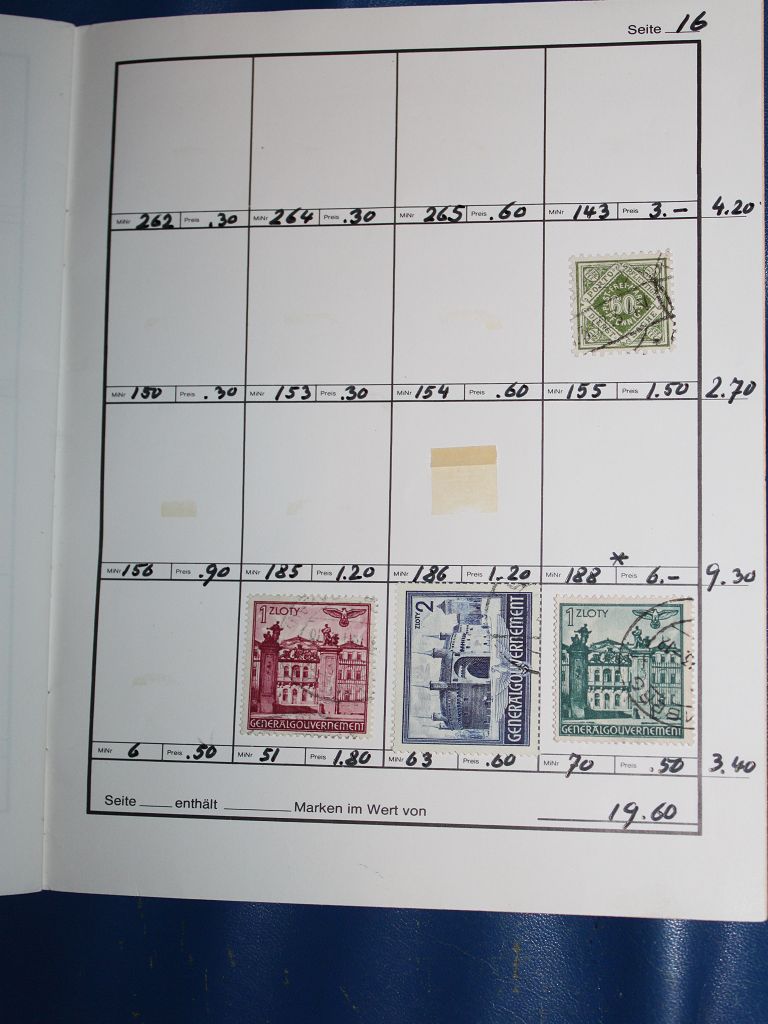 Seite 16
MiNr 262 Preis .30 MiNr 264 Preis .30 MiNr 265 Preis .60 MiNr 143 Preis 3.– 4.20
PORTO
50
MiNr 150 Preis .30 MiNr 153 Preis .30 MiNr 154 Preis .60 MiNr 155 Preis 1.50 2.70
*
MiNr 156 Preis .90 MiNr 185 Preis 1.20 MiNr 186 Preis 1.20 MiNr 188 Preis 6.– 9.30
1 ZLOTY
GENERALGOUVERNEMENT
2 ZLOTY
GENERALGOUVERNEMENT
1 ZLOTY
GENERALGOUVERNEMENT
MiNr 6 Preis .50 MiNr 51 Preis 1.80 MiNr 63 Preis .60 MiNr 70 Preis .50 3.40
Seite enthält Marken im Wert von 19.60